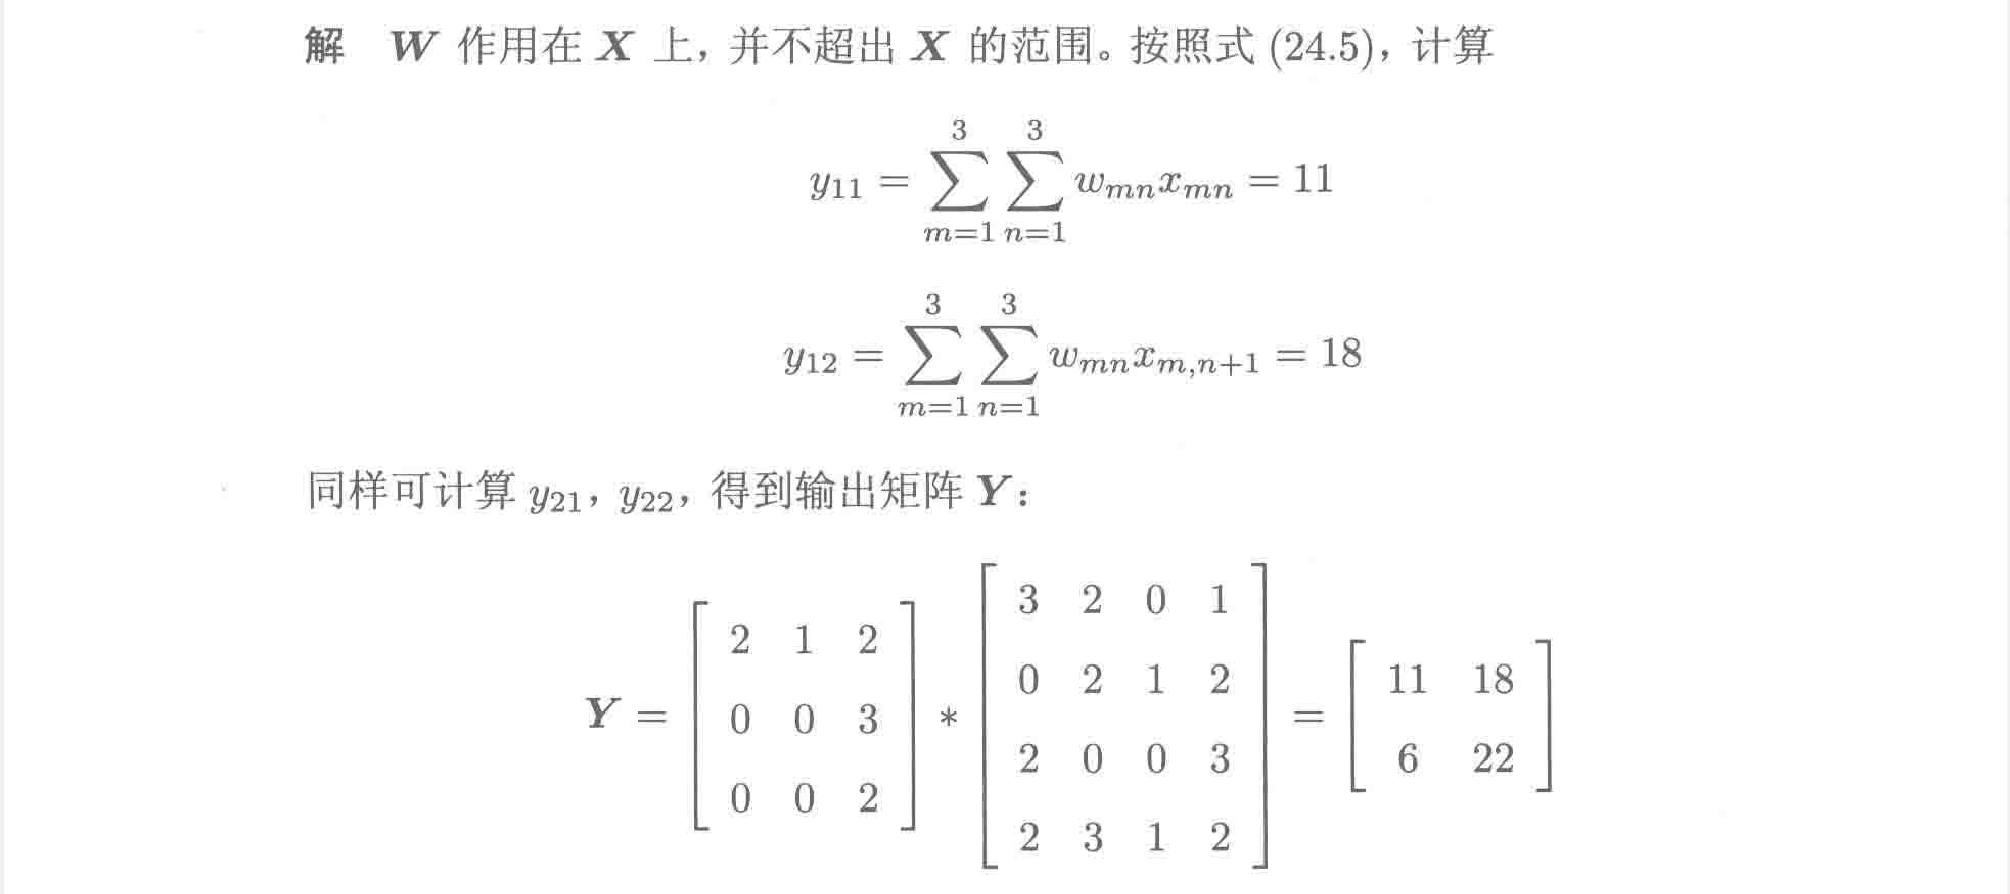 解 W 作用在 X 上，并不超出 X 的范围。按照式 (24.5)，计算
y_{11} = \sum_{m=1}^{3} \sum_{n=1}^{3} w_{mn} x_{mn} = 11
y_{12} = \sum_{m=1}^{3} \sum_{n=1}^{3} w_{mn} x_{m,n+1} = 18
同样可计算 y_{21}，y_{22}，得到输出矩阵 Y：
Y = \begin{bmatrix} 2 & 1 & 2 \\ 0 & 0 & 3 \\ 0 & 0 & 2 \end{bmatrix} * \begin{bmatrix} 3 & 2 & 0 & 1 \\ 0 & 2 & 1 & 2 \\ 2 & 0 & 0 & 3 \\ 2 & 3 & 1 & 2 \end{bmatrix} = \begin{bmatrix} 11 & 18 \\ 6 & 22 \end{bmatrix}